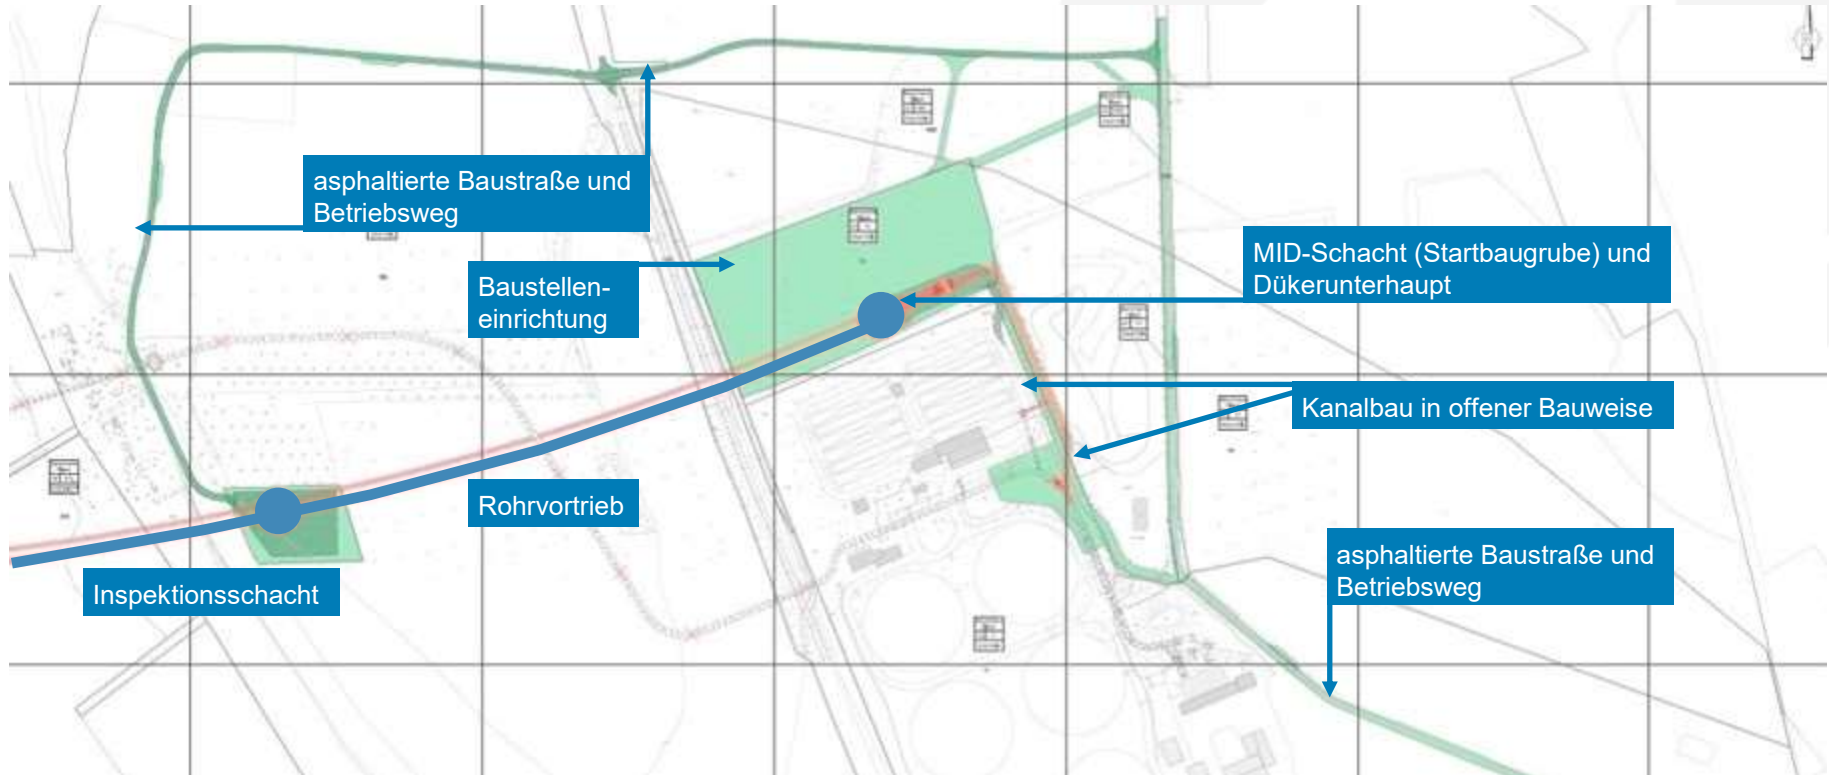 asphaltierte Baustraße und
Betriebsweg
Baustellen-
einrichtung
MID-Schacht (Startbaugrube) und
Dükerunterhaupt
Kanalbau in offener Bauweise
Rohrvortrieb
asphaltierte Baustraße und
Betriebsweg
Inspektionsschacht